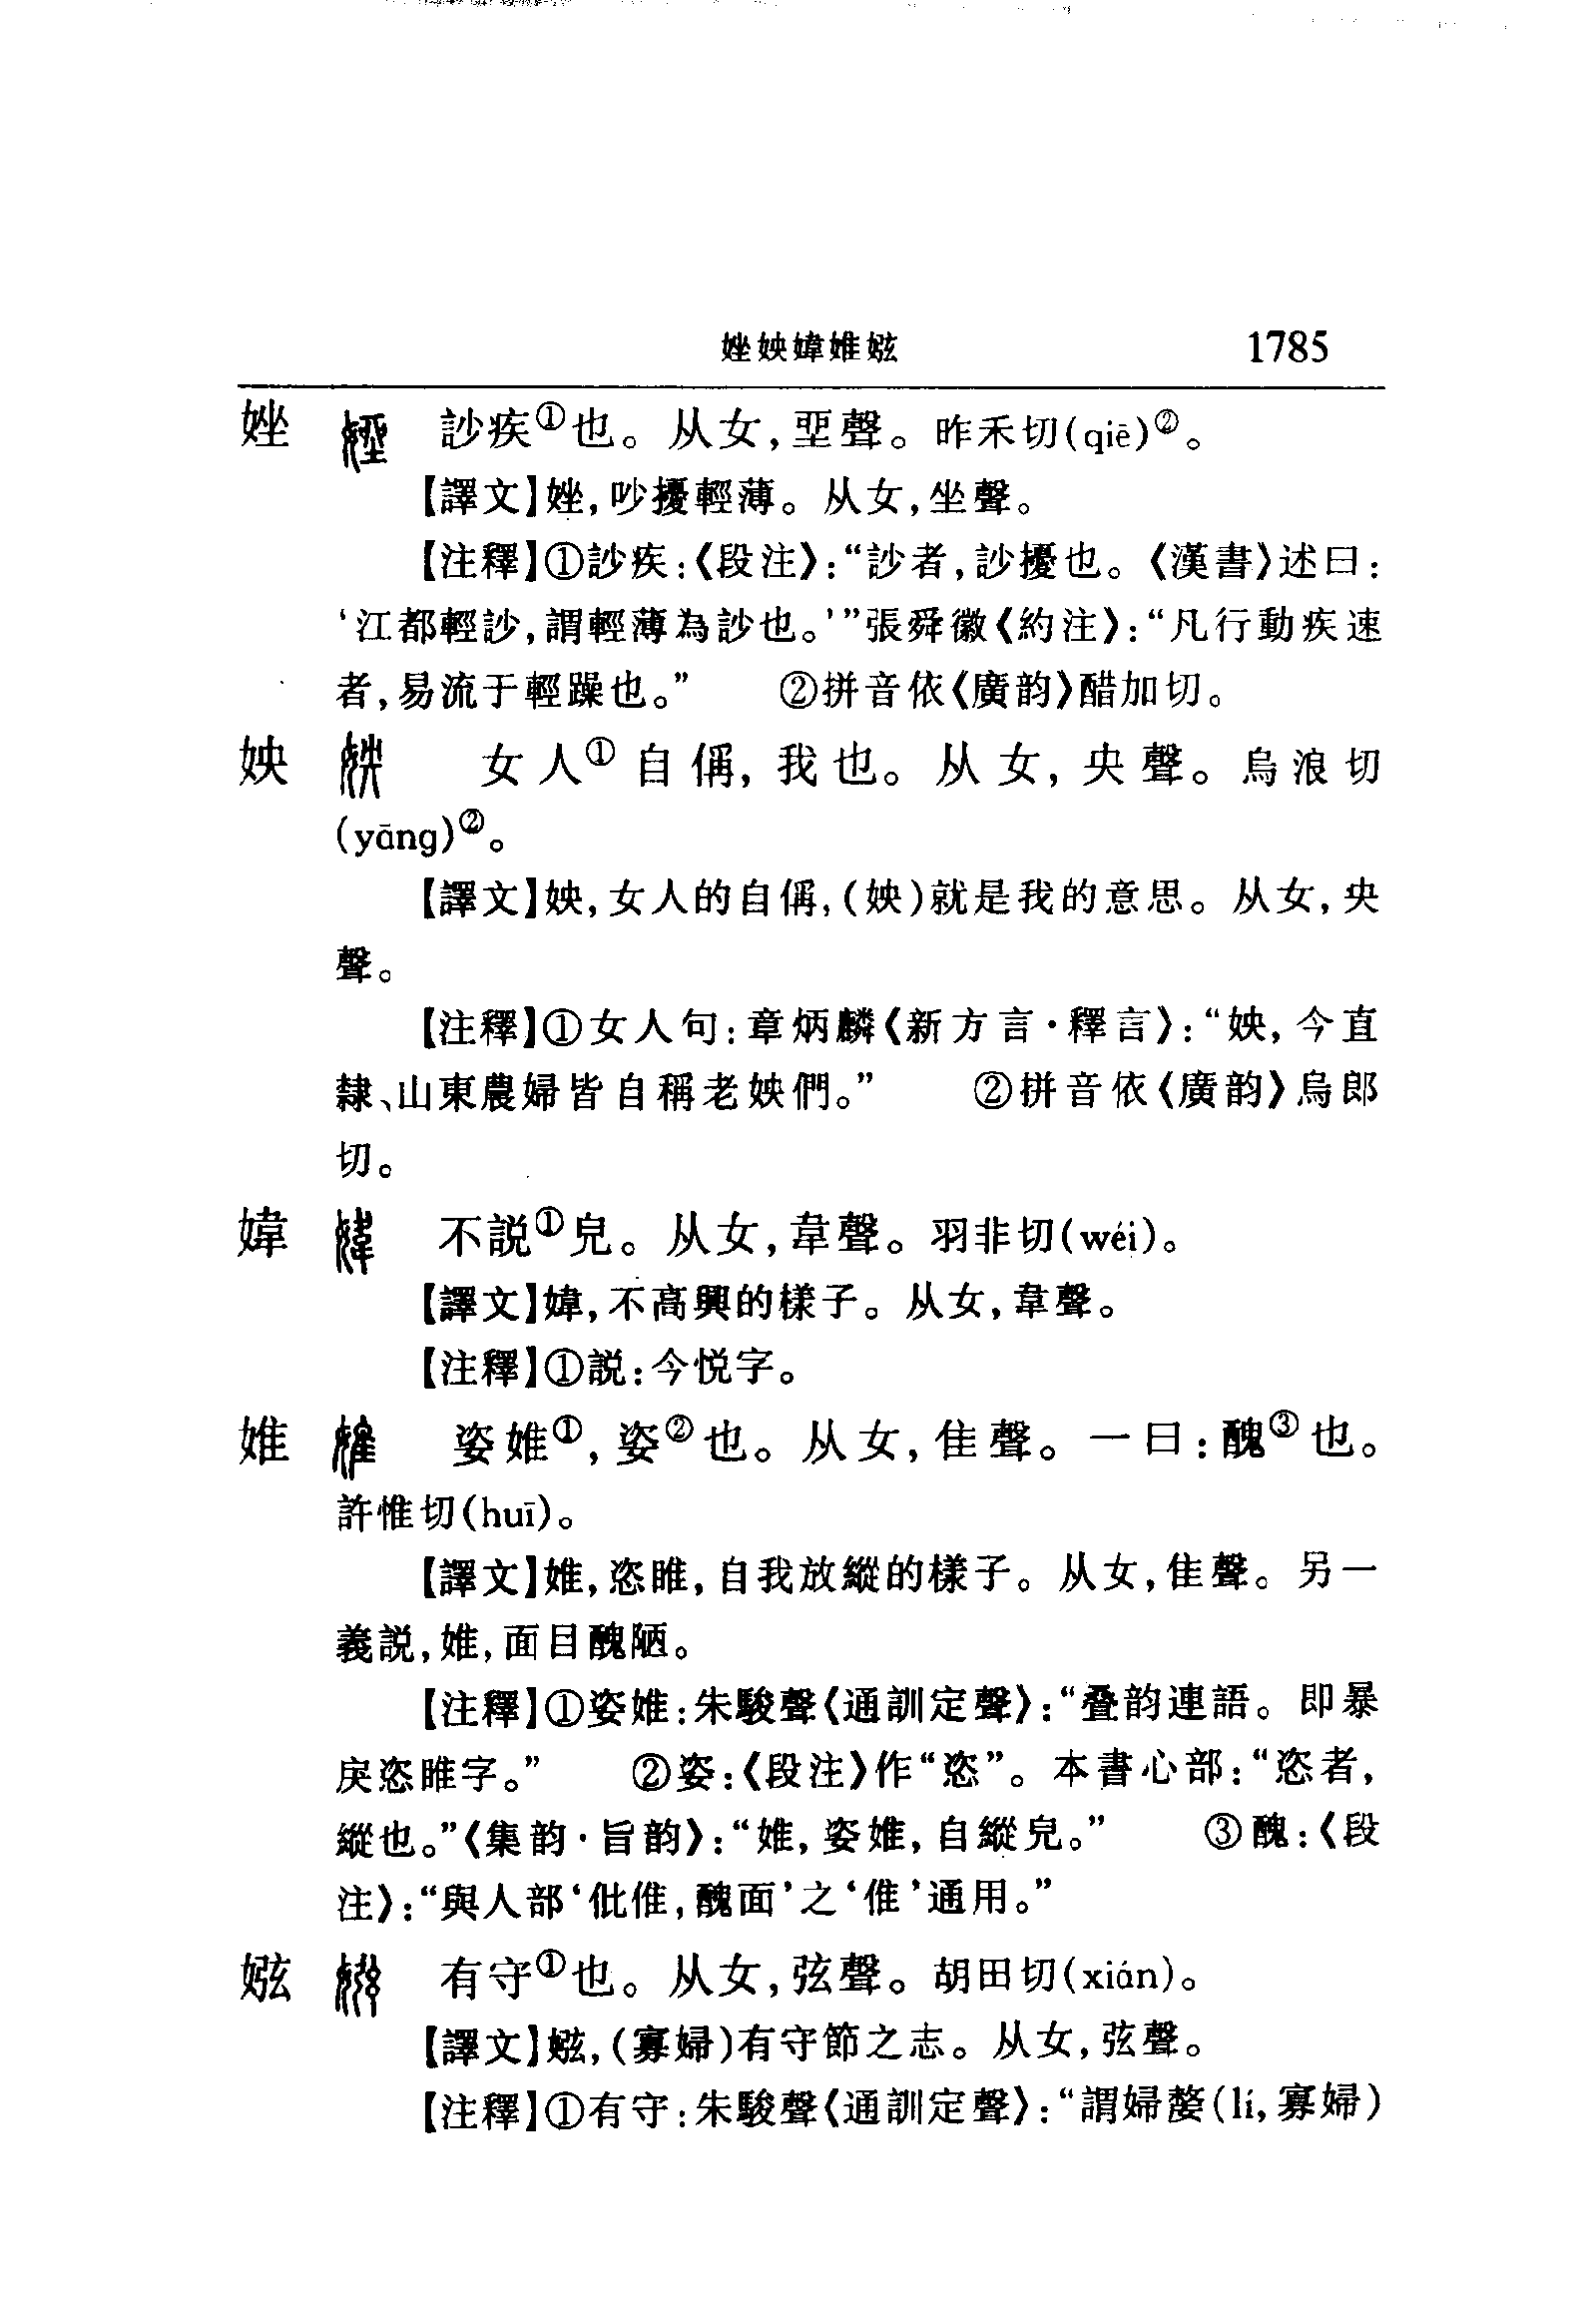 㛗姎媁婎娹 1785
㛗 訬疾①也。从女,坙聲。昨禾切(qiē)②。
【譯文】㛗,吵擾輕薄。从女,坐聲。
【注釋】①訬疾:《段注》:“訬者,訬擾也。《漢書》述曰:
‘江都輕訬,謂輕薄為訬也。’”張舜徽《約注》:“凡行動疾速
者,易流于輕躁也。” ②拼音依《廣韵》醋加切。
姎 女人①自偁,我也。从女,央聲。烏浪切
(yāng)②。
【譯文】姎,女人的自偁,(姎)就是我的意思。从女,央
聲。
【注釋】①女人句:章炳麟《新方言·釋言》:“姎,今直
隸、山東農婦皆自稱老姎們。” ②拼音依《廣韵》烏郎
切。
媁 不説①皃。从女,韋聲。羽非切(wéi)。
【譯文】媁,不高興的樣子。从女,韋聲。
【注釋】①説:今悦字。
婎 姿婎①,姿②也。从女,隹聲。一曰:醜③也。
許惟切(huī)。
【譯文】婎,恣睢,自我放縱的樣子。从女,隹聲。另一
義説,婎,面目醜陋。
【注釋】①姿婎:朱駿聲《通訓定聲》:“叠韵連語。即暴
戾恣睢字。” ②姿:《段注》作“恣”。本書心部:“恣者,
縱也。”《集韵·旨韵》:“婎,姿婎,自縱皃。” ③醜:《段
注》:“與人部‘仳倠,醜面’之‘倠’通用。”
娹 有守①也。从女,弦聲。胡田切(xián)。
【譯文】娹,(寡婦)有守節之志。从女,弦聲。
【注釋】①有守:朱駿聲《通訓定聲》:“謂婦嫠(lí,寡婦)